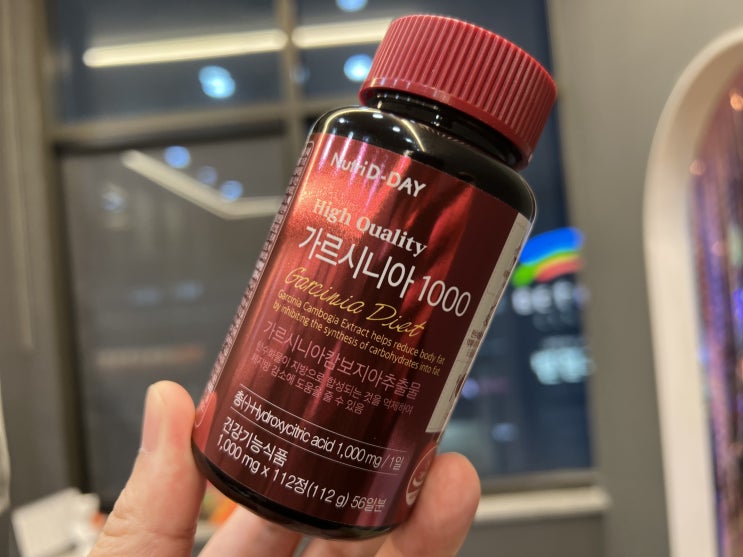 Nutri D-DAY
High Quality
가르시니아 1000
Garcinia Diet
Garcinia Cambogia Extract helps reduce body fat
by inhibiting the synthesis of carbohydrates into fat.
가르시니아캄보지아추출물
탄수화물이 지방으로 합성되는 것을 억제하여
체지방 감소에 도움을 줄 수 있음
총(-)-Hydroxycitric acid 1,000 mg / 1일
건강기능식품
1,000 mg x 112정(112 g) 56일분